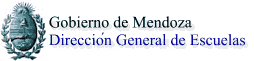 Gobierno de Mendoza
Dirección General de Escuelas